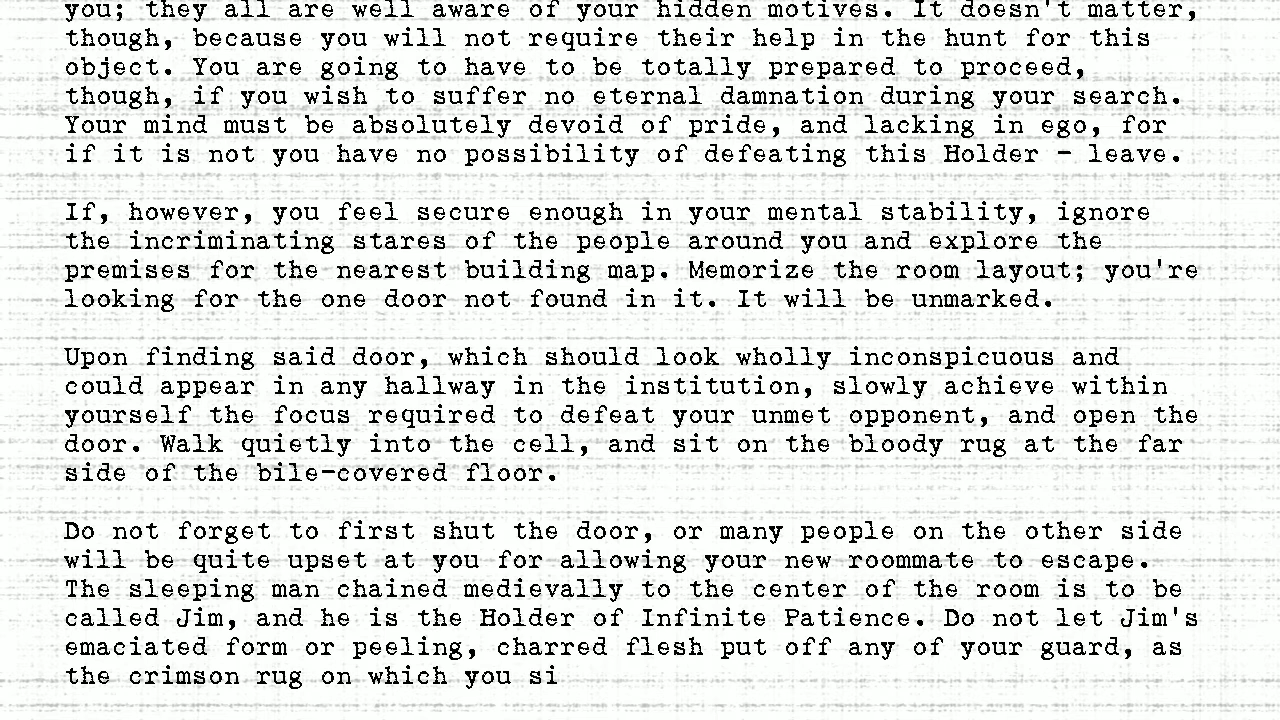 you; they all are well aware of your hidden motives. It doesn't matter,
though, because you will not require their help in the hunt for this
object. You are going to have to be totally prepared to proceed,
though, if you wish to suffer no eternal damnation during your search.
Your mind must be absolutely devoid of pride, and lacking in ego, for
if it is not you have no possibility of defeating this Holder - leave.
If, however, you feel secure enough in your mental stability, ignore
the incriminating stares of the people around you and explore the
premises for the nearest building map. Memorize the room layout; you're
looking for the one door not found in it. It will be unmarked.
Upon finding said door, which should look wholly inconspicuous and
could appear in any hallway in the institution, slowly achieve within
yourself the focus required to defeat your unmet opponent, and open the
door. Walk quietly into the cell, and sit on the bloody rug at the far
side of the bile-covered floor.
Do not forget to first shut the door, or many people on the other side
will be quite upset at you for allowing your new roommate to escape.
The sleeping man chained medievally to the center of the room is to be
called Jim, and he is the Holder of Infinite Patience. Do not let Jim's
emaciated form or peeling, charred flesh put off any of your guard, as
the crimson rug on which you si